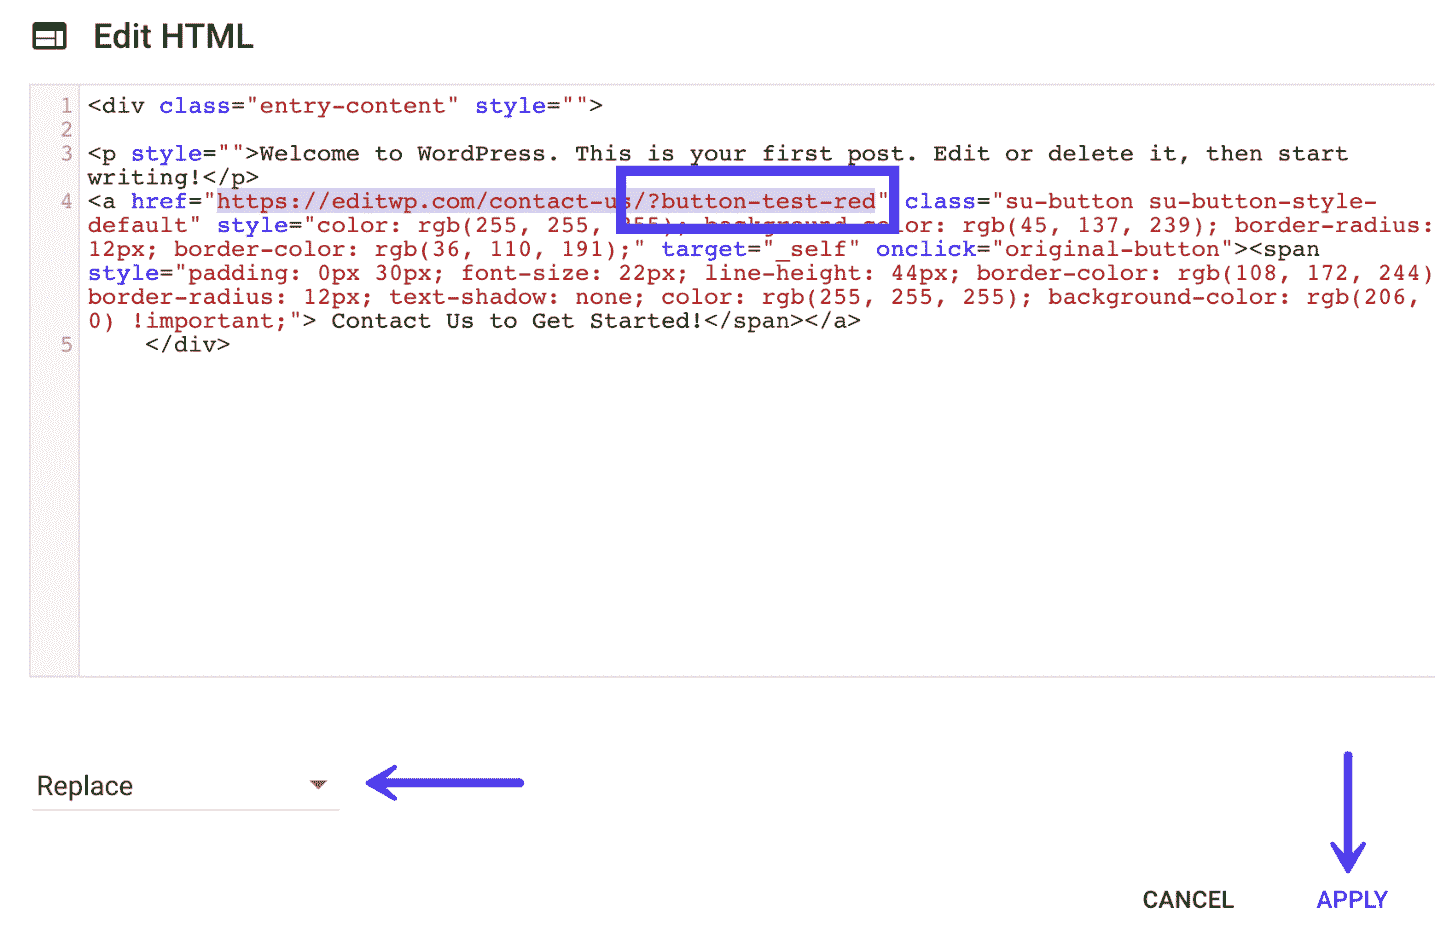 Edit HTML
1 <div class="entry-content" style="">
2
3 <p style="">Welcome to WordPress. This is your first post. Edit or delete it, then start
writing!</p>
4 <a href="https://editwp.com/contact-us/?button-test-red" class="su-button su-button-style-
default" style="color: rgb(255, 255, 255); background-color: rgb(45, 137, 239); border-radius:
12px; border-color: rgb(36, 110, 191);" target="_self" onclick="original-button"><span
style="padding: 0px 30px; font-size: 22px; line-height: 44px; border-color: rgb(108, 172, 244)
border-radius: 12px; text-shadow: none; color: rgb(255, 255, 255); background-color: rgb(206,
0) !important;"> Contact Us to Get Started!</span></a>
5 </div>
Replace
CANCEL APPLY